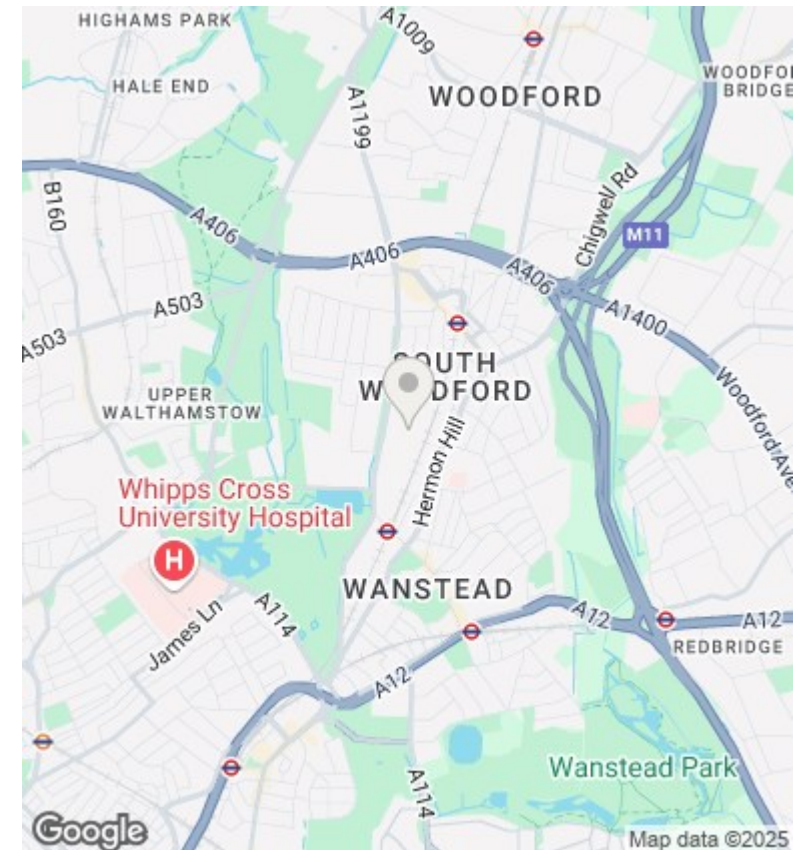 HIGHAMS PARK
A1009
HALE END
A1199
WOODFORD
BRIDGE
WOODFORD
B160
A406
A406
Chigwell Rd
M11
A406
A503
A503
A1400
SOUTH
WOODFORD
UPPER
WALTHAMSTOW
Hermon Hill
Whipps Cross
University Hospital
H
WANSTEAD
James Ln
A114
A12
A12
REDBRIDGE
A12
A114
Wanstead Park
Google
Map data ©2025